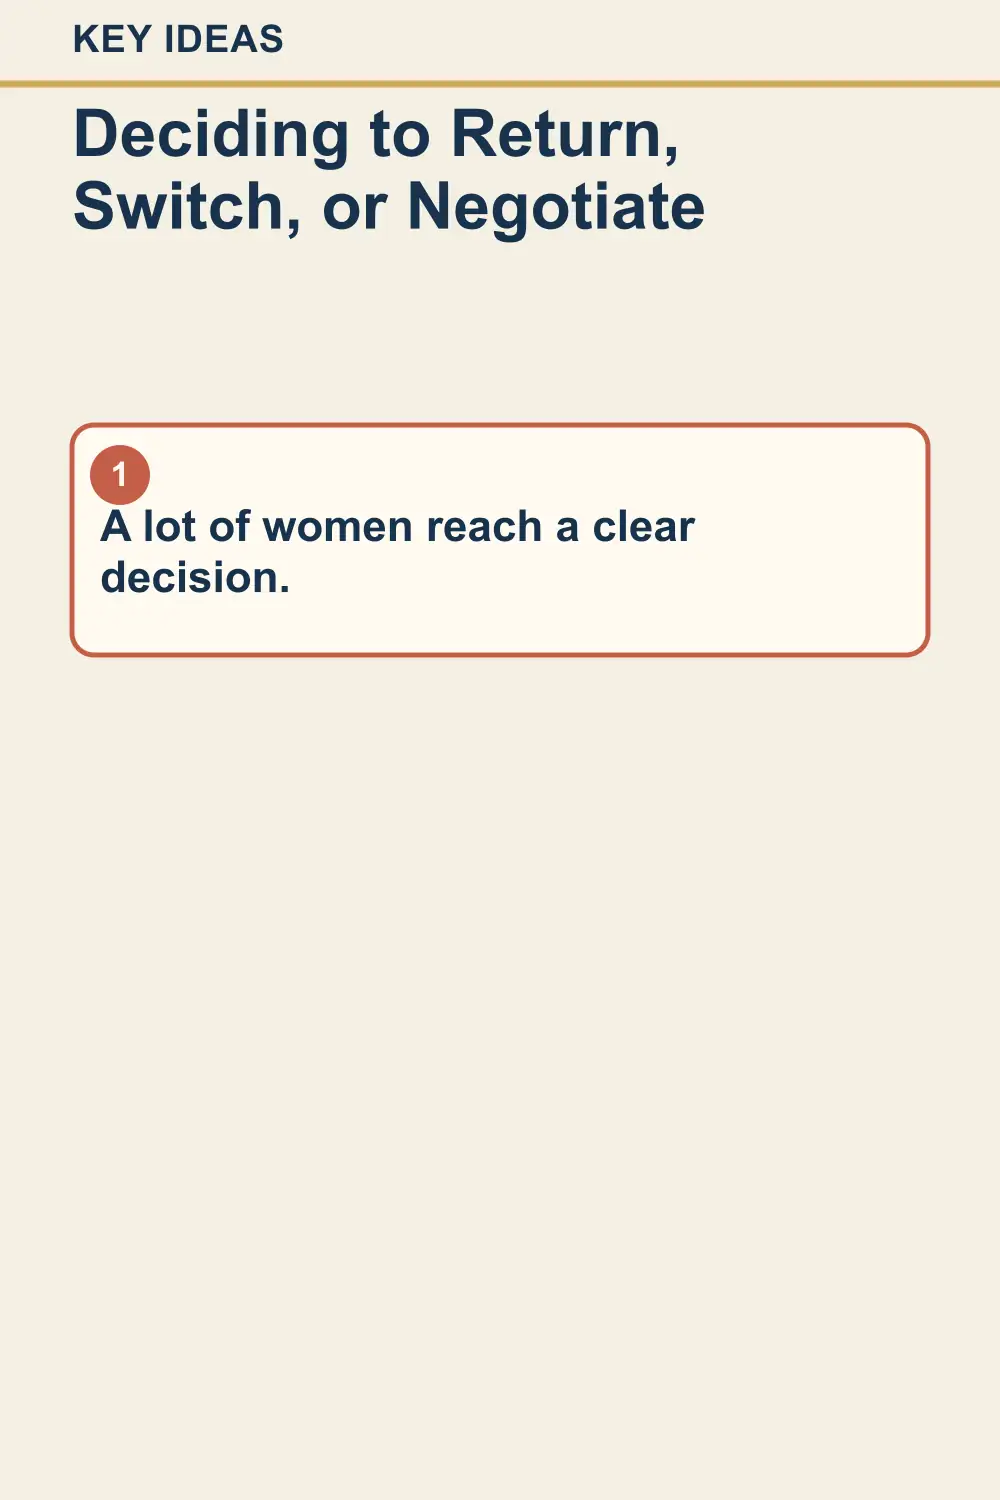 KEY IDEAS
Deciding to Return,
Switch, or Negotiate
1
A lot of women reach a clear
decision.